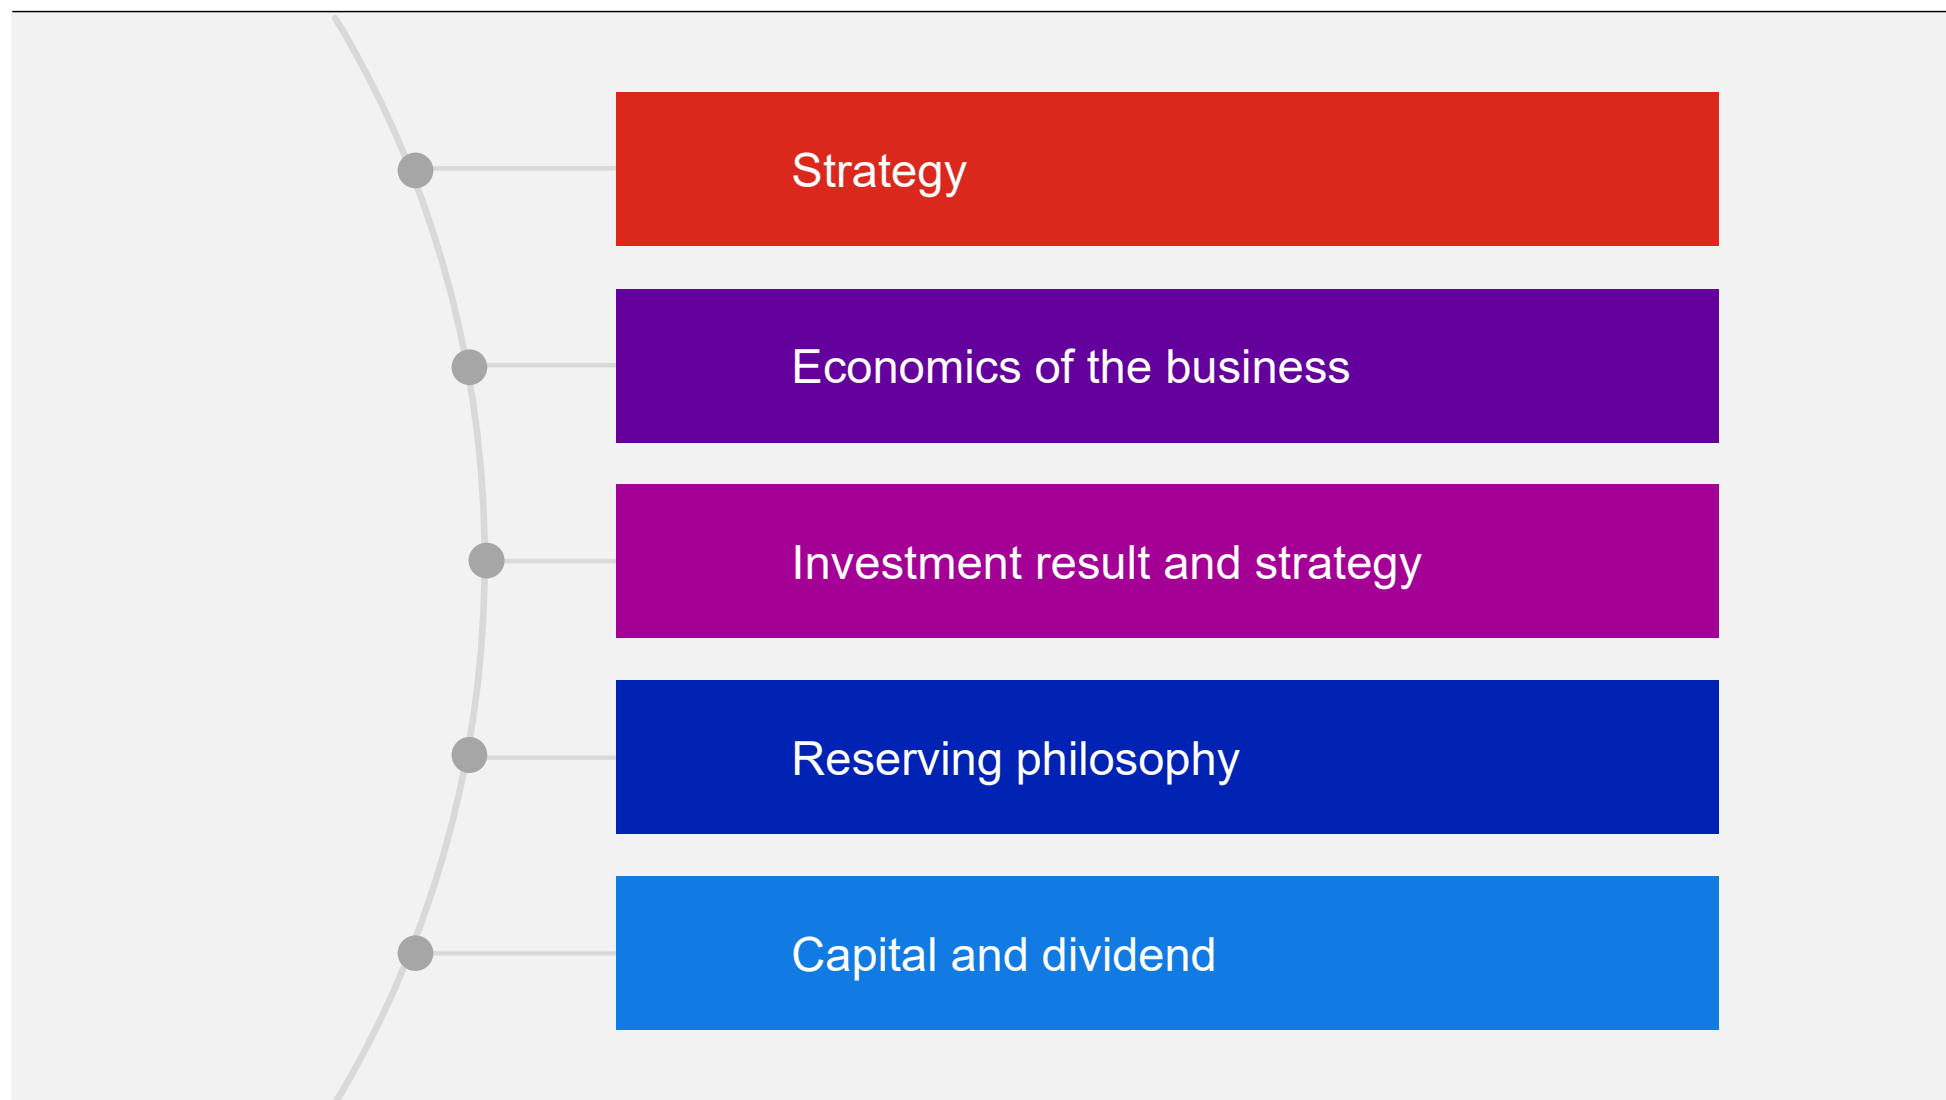 Strategy
Economics of the business
Investment result and strategy
Reserving philosophy
Capital and dividend